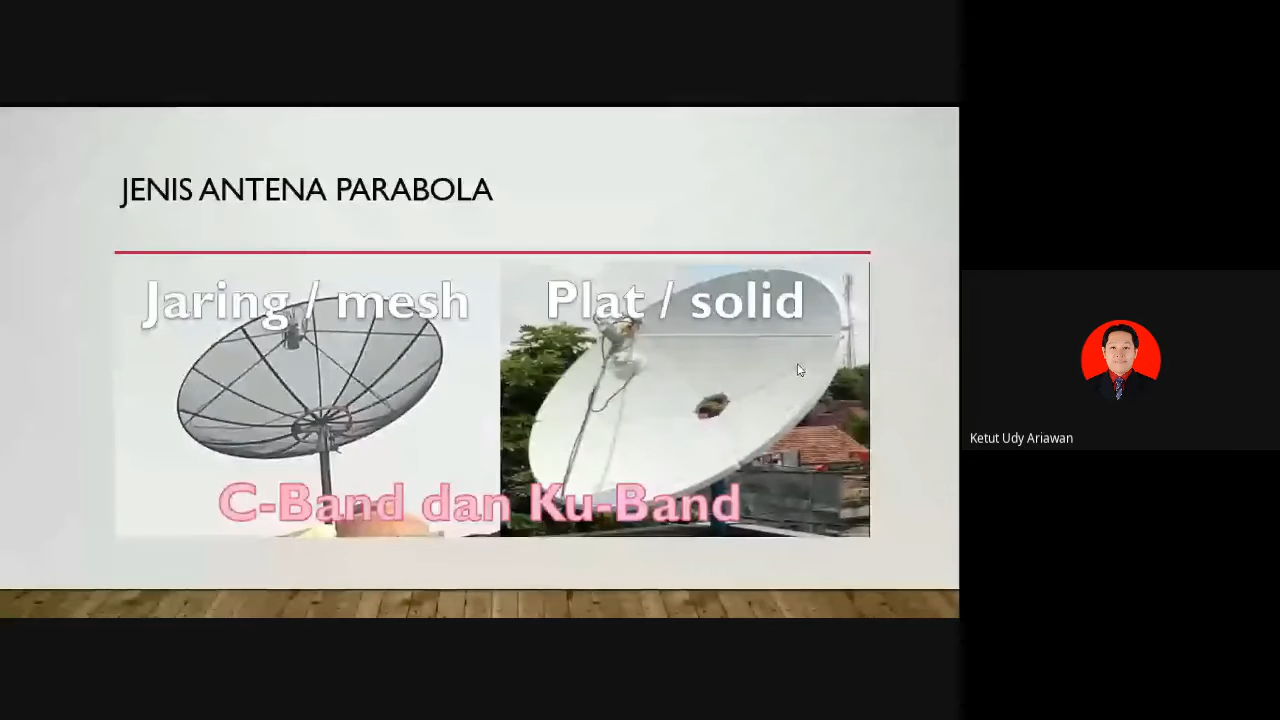 JENIS ANTENA PARABOLA
Jaring / mesh
Plat / solid
C-Band dan Ku-Band
Ketut Udy Ariawan